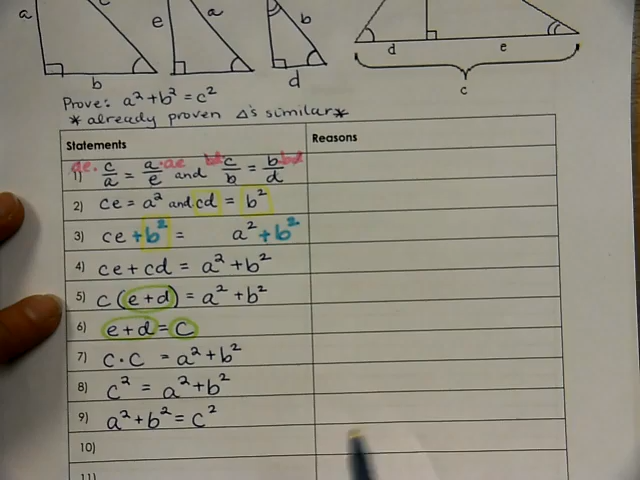 a c e a b
b d d e
c
Prove: a² + b² = c²
*already proven Δ's similar*
Statements Reasons
1) ae· c/a = a/e ·ae and bd· c/b = b/d ·bd
2) ce = a² and cd = b²
3) ce + b² = a² + b²
4) ce + cd = a² + b²
5) c (e+d) = a² + b²
6) e+d = c
7) c·c = a² + b²
8) c² = a² + b²
9) a² + b² = c²
10)
11)